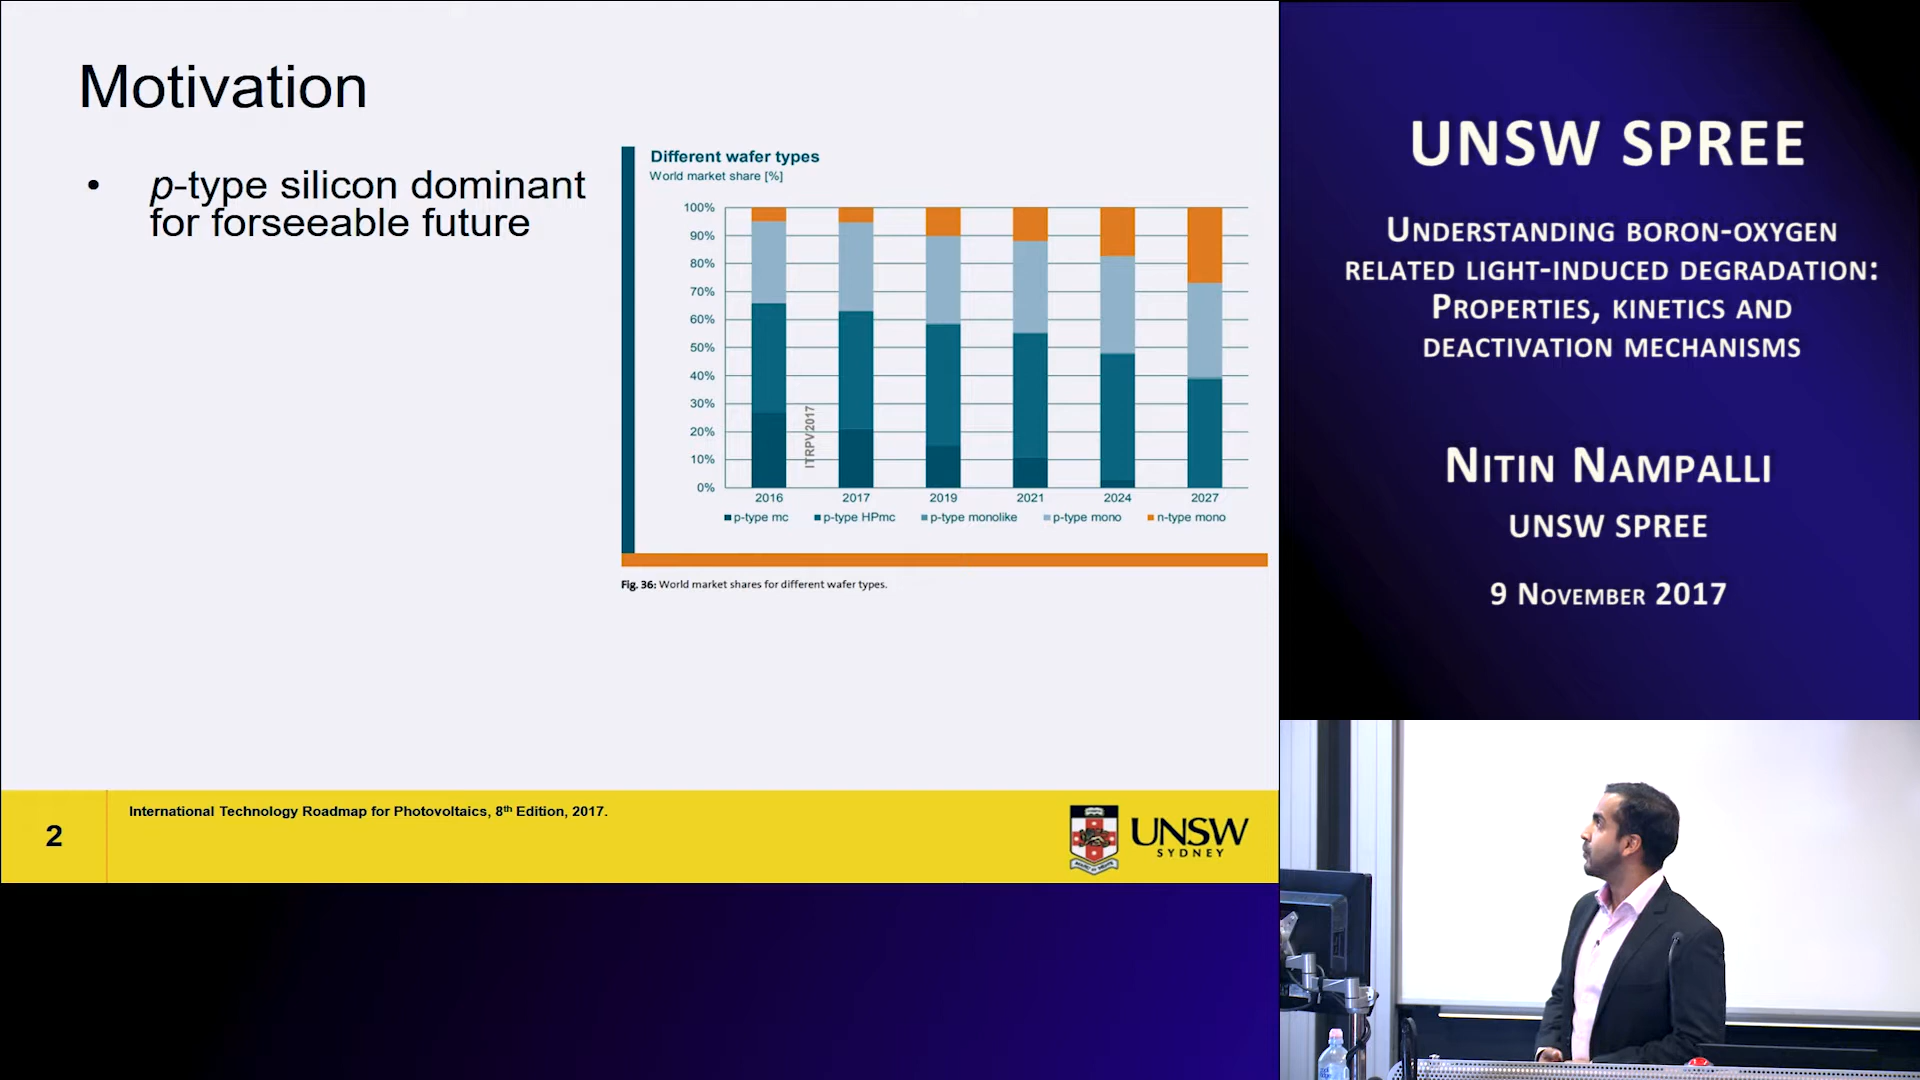 Motivation
• p-type silicon dominant
for forseeable future
Different wafer types
World market share [%]
100%
90%
80%
70%
60%
50%
40%
30%
20%
10%
0%
ITRPV2017
2016 2017 2019 2021 2024 2027
p-type mc p-type HPmc p-type monolike p-type mono n-type mono
Fig. 36: World market shares for different wafer types.
2
International Technology Roadmap for Photovoltaics, 8th Edition, 2017.
UNSW
SYDNEY
UNSW SPREE
UNDERSTANDING BORON-OXYGEN
RELATED LIGHT-INDUCED DEGRADATION:
PROPERTIES, KINETICS AND
DEACTIVATION MECHANISMS
NITIN NAMPALLI
UNSW SPREE
9 NOVEMBER 2017